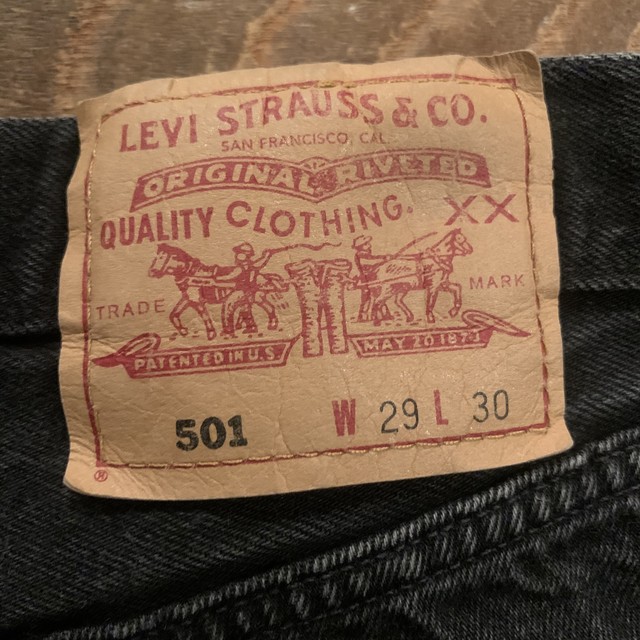 LEVI STRAUSS & CO.
SAN FRANCISCO, CAL.
ORIGINAL RIVETED
QUALITY CLOTHING. XX
TRADE MARK
PATENTED IN U.S. MAY 20 1873
501 W 29 L 30
®